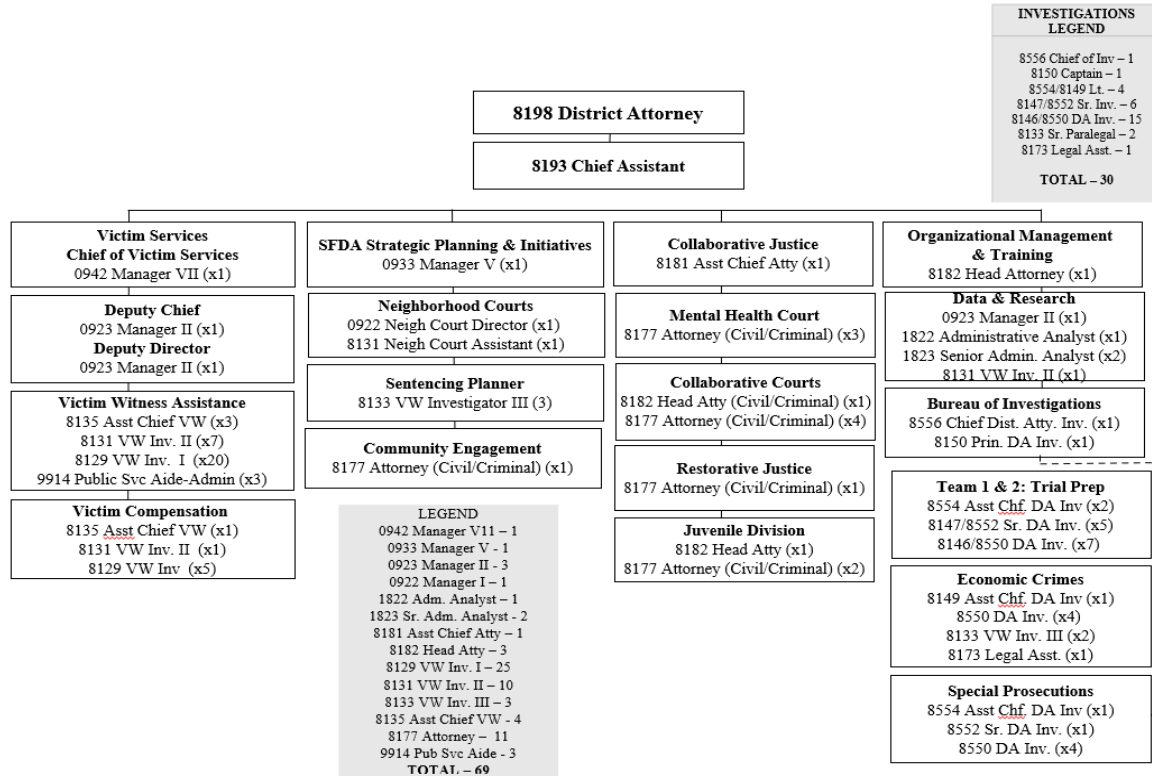 INVESTIGATIONS
LEGEND
8556 Chief of Inv – 1
8150 Captain – 1
8554/8149 Lt. – 4
8147/8552 Sr. Inv. – 6
8146/8550 DA Inv. – 15
8133 Sr. Paralegal – 2
8173 Legal Asst. – 1
TOTAL – 30
8198 District Attorney
8193 Chief Assistant
Victim Services
Chief of Victim Services
0942 Manager VII (x1)
Deputy Chief
0923 Manager II (x1)
Deputy Director
0923 Manager II (x1)
Victim Witness Assistance
8135 Asst Chief VW (x3)
8131 VW Inv. II (x7)
8129 VW Inv. I (x20)
9914 Public Svc Aide-Admin (x3)
Victim Compensation
8135 Asst Chief VW (x1)
8131 VW Inv. II (x1)
8129 VW Inv (x5)
SFDA Strategic Planning & Initiatives
0933 Manager V (x1)
Neighborhood Courts
0922 Neigh Court Director (x1)
8131 Neigh Court Assistant (x1)
Sentencing Planner
8133 VW Investigator III (3)
Community Engagement
8177 Attorney (Civil/Criminal) (x1)
LEGEND
0942 Manager V11 – 1
0933 Manager V - 1
0923 Manager II - 3
0922 Manager I – 1
1822 Adm. Analyst – 1
1823 Sr. Adm. Analyst - 2
8181 Asst Chief Atty – 1
8182 Head Atty – 3
8129 VW Inv. I – 25
8131 VW Inv. II – 10
8133 VW Inv. III – 3
8135 Asst Chief VW - 4
8177 Attorney – 11
9914 Pub Svc Aide - 3
TOTAL – 69
Collaborative Justice
8181 Asst Chief Atty (x1)
Mental Health Court
8177 Attorney (Civil/Criminal) (x3)
Collaborative Courts
8182 Head Atty (Civil/Criminal) (x1)
8177 Attorney (Civil/Criminal) (x4)
Restorative Justice
8177 Attorney (Civil/Criminal) (x1)
Juvenile Division
8182 Head Atty (x1)
8177 Attorney (Civil/Criminal) (x2)
Organizational Management
& Training
8182 Head Attorney (x1)
Data & Research
0923 Manager II (x1)
1822 Administrative Analyst (x1)
1823 Senior Admin. Analyst (x2)
8131 VW Inv. II (x1)
Bureau of Investigations
8556 Chief Dist. Atty. Inv. (x1)
8150 Prin. DA Inv. (x1)
Team 1 & 2: Trial Prep
8554 Asst Chf. DA Inv (x2)
8147/8552 Sr. DA Inv. (x5)
8146/8550 DA Inv. (x7)
Economic Crimes
8149 Asst Chf. DA Inv (x1)
8550 DA Inv. (x4)
8133 VW Inv. III (x2)
8173 Legal Asst. (x1)
Special Prosecutions
8554 Asst Chf. DA Inv (x1)
8552 Sr. DA Inv. (x1)
8550 DA Inv. (x4)